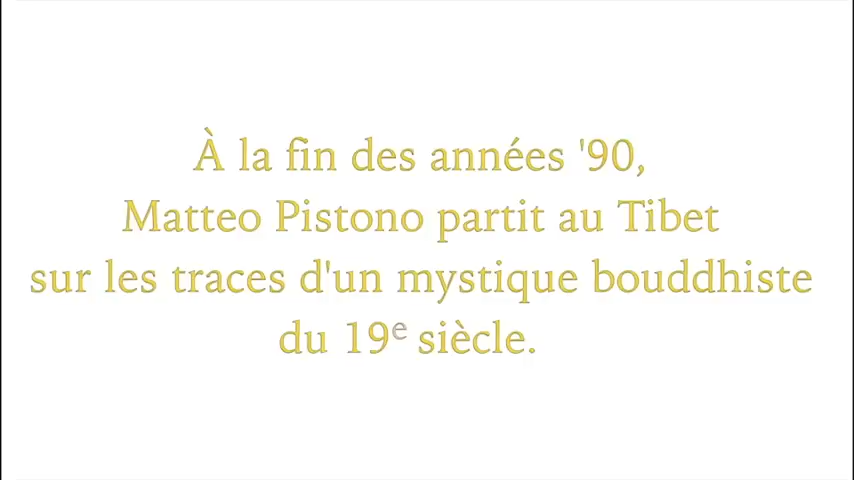 À la fin des années '90,
Matteo Pistono partit au Tibet
sur les traces d'un mystique bouddhiste
du 19e siècle.